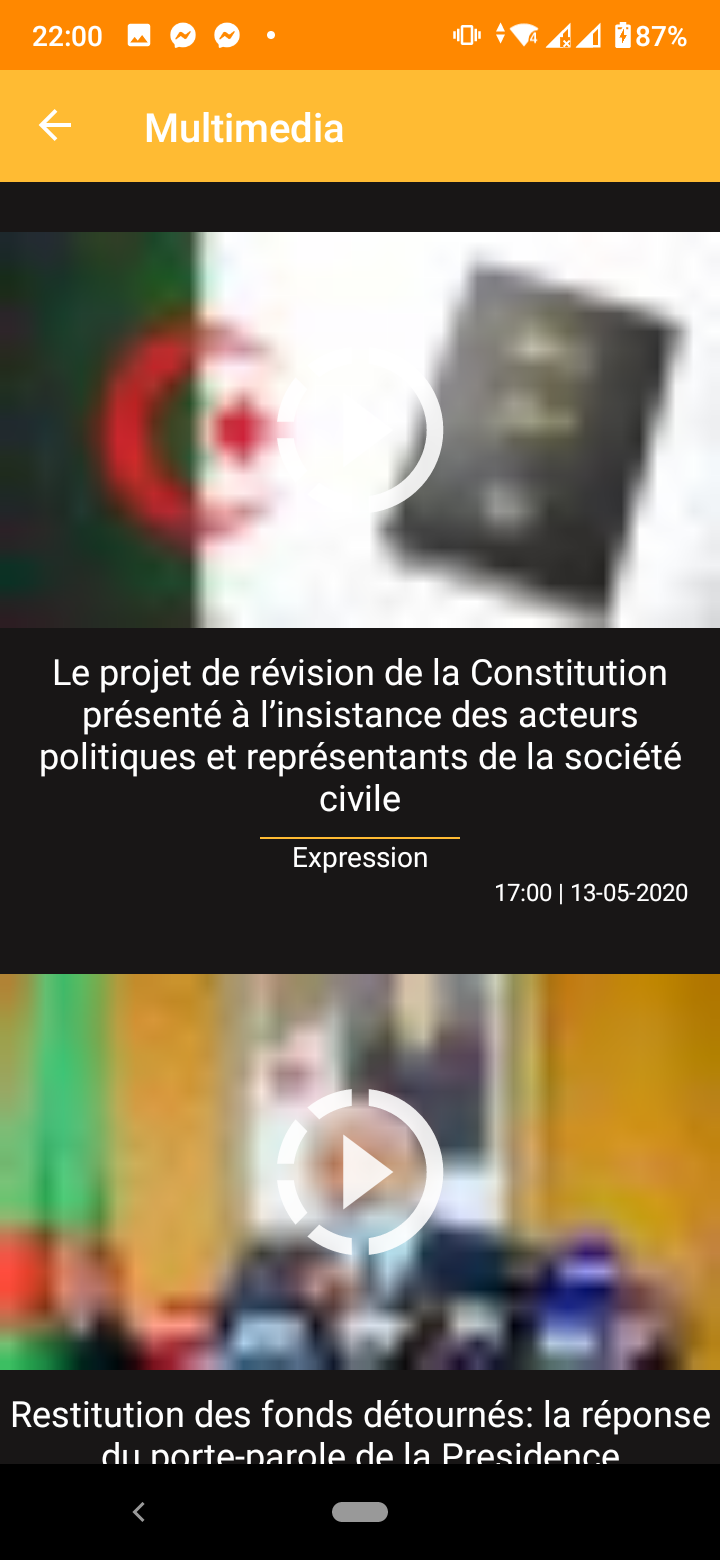 22:00
4
87%
Multimedia
Le projet de révision de la Constitution
présenté à l’insistance des acteurs
politiques et représentants de la société
civile
Expression
17:00 | 13-05-2020
Restitution des fonds détournés: la réponse
du porte-parole de la Presidence